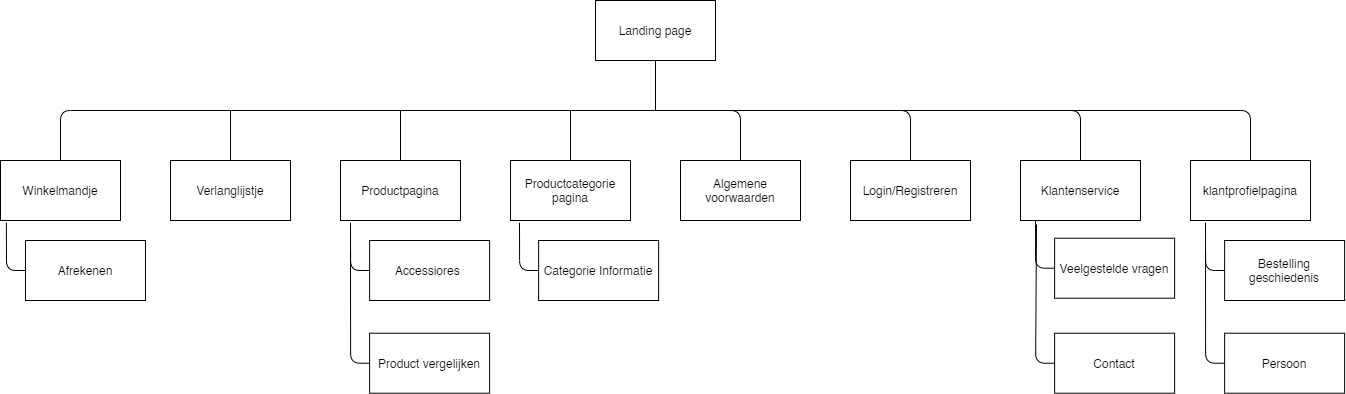 Landing page
Winkelmandje
Verlanglijstje
Productpagina
Productcategorie
pagina
Algemene
voorwaarden
Login/Registreren
Klantenservice
klantprofielpagina
Afrekenen
Accessiores
Categorie Informatie
Veelgestelde vragen
Bestelling
geschiedenis
Product vergelijken
Contact
Persoon